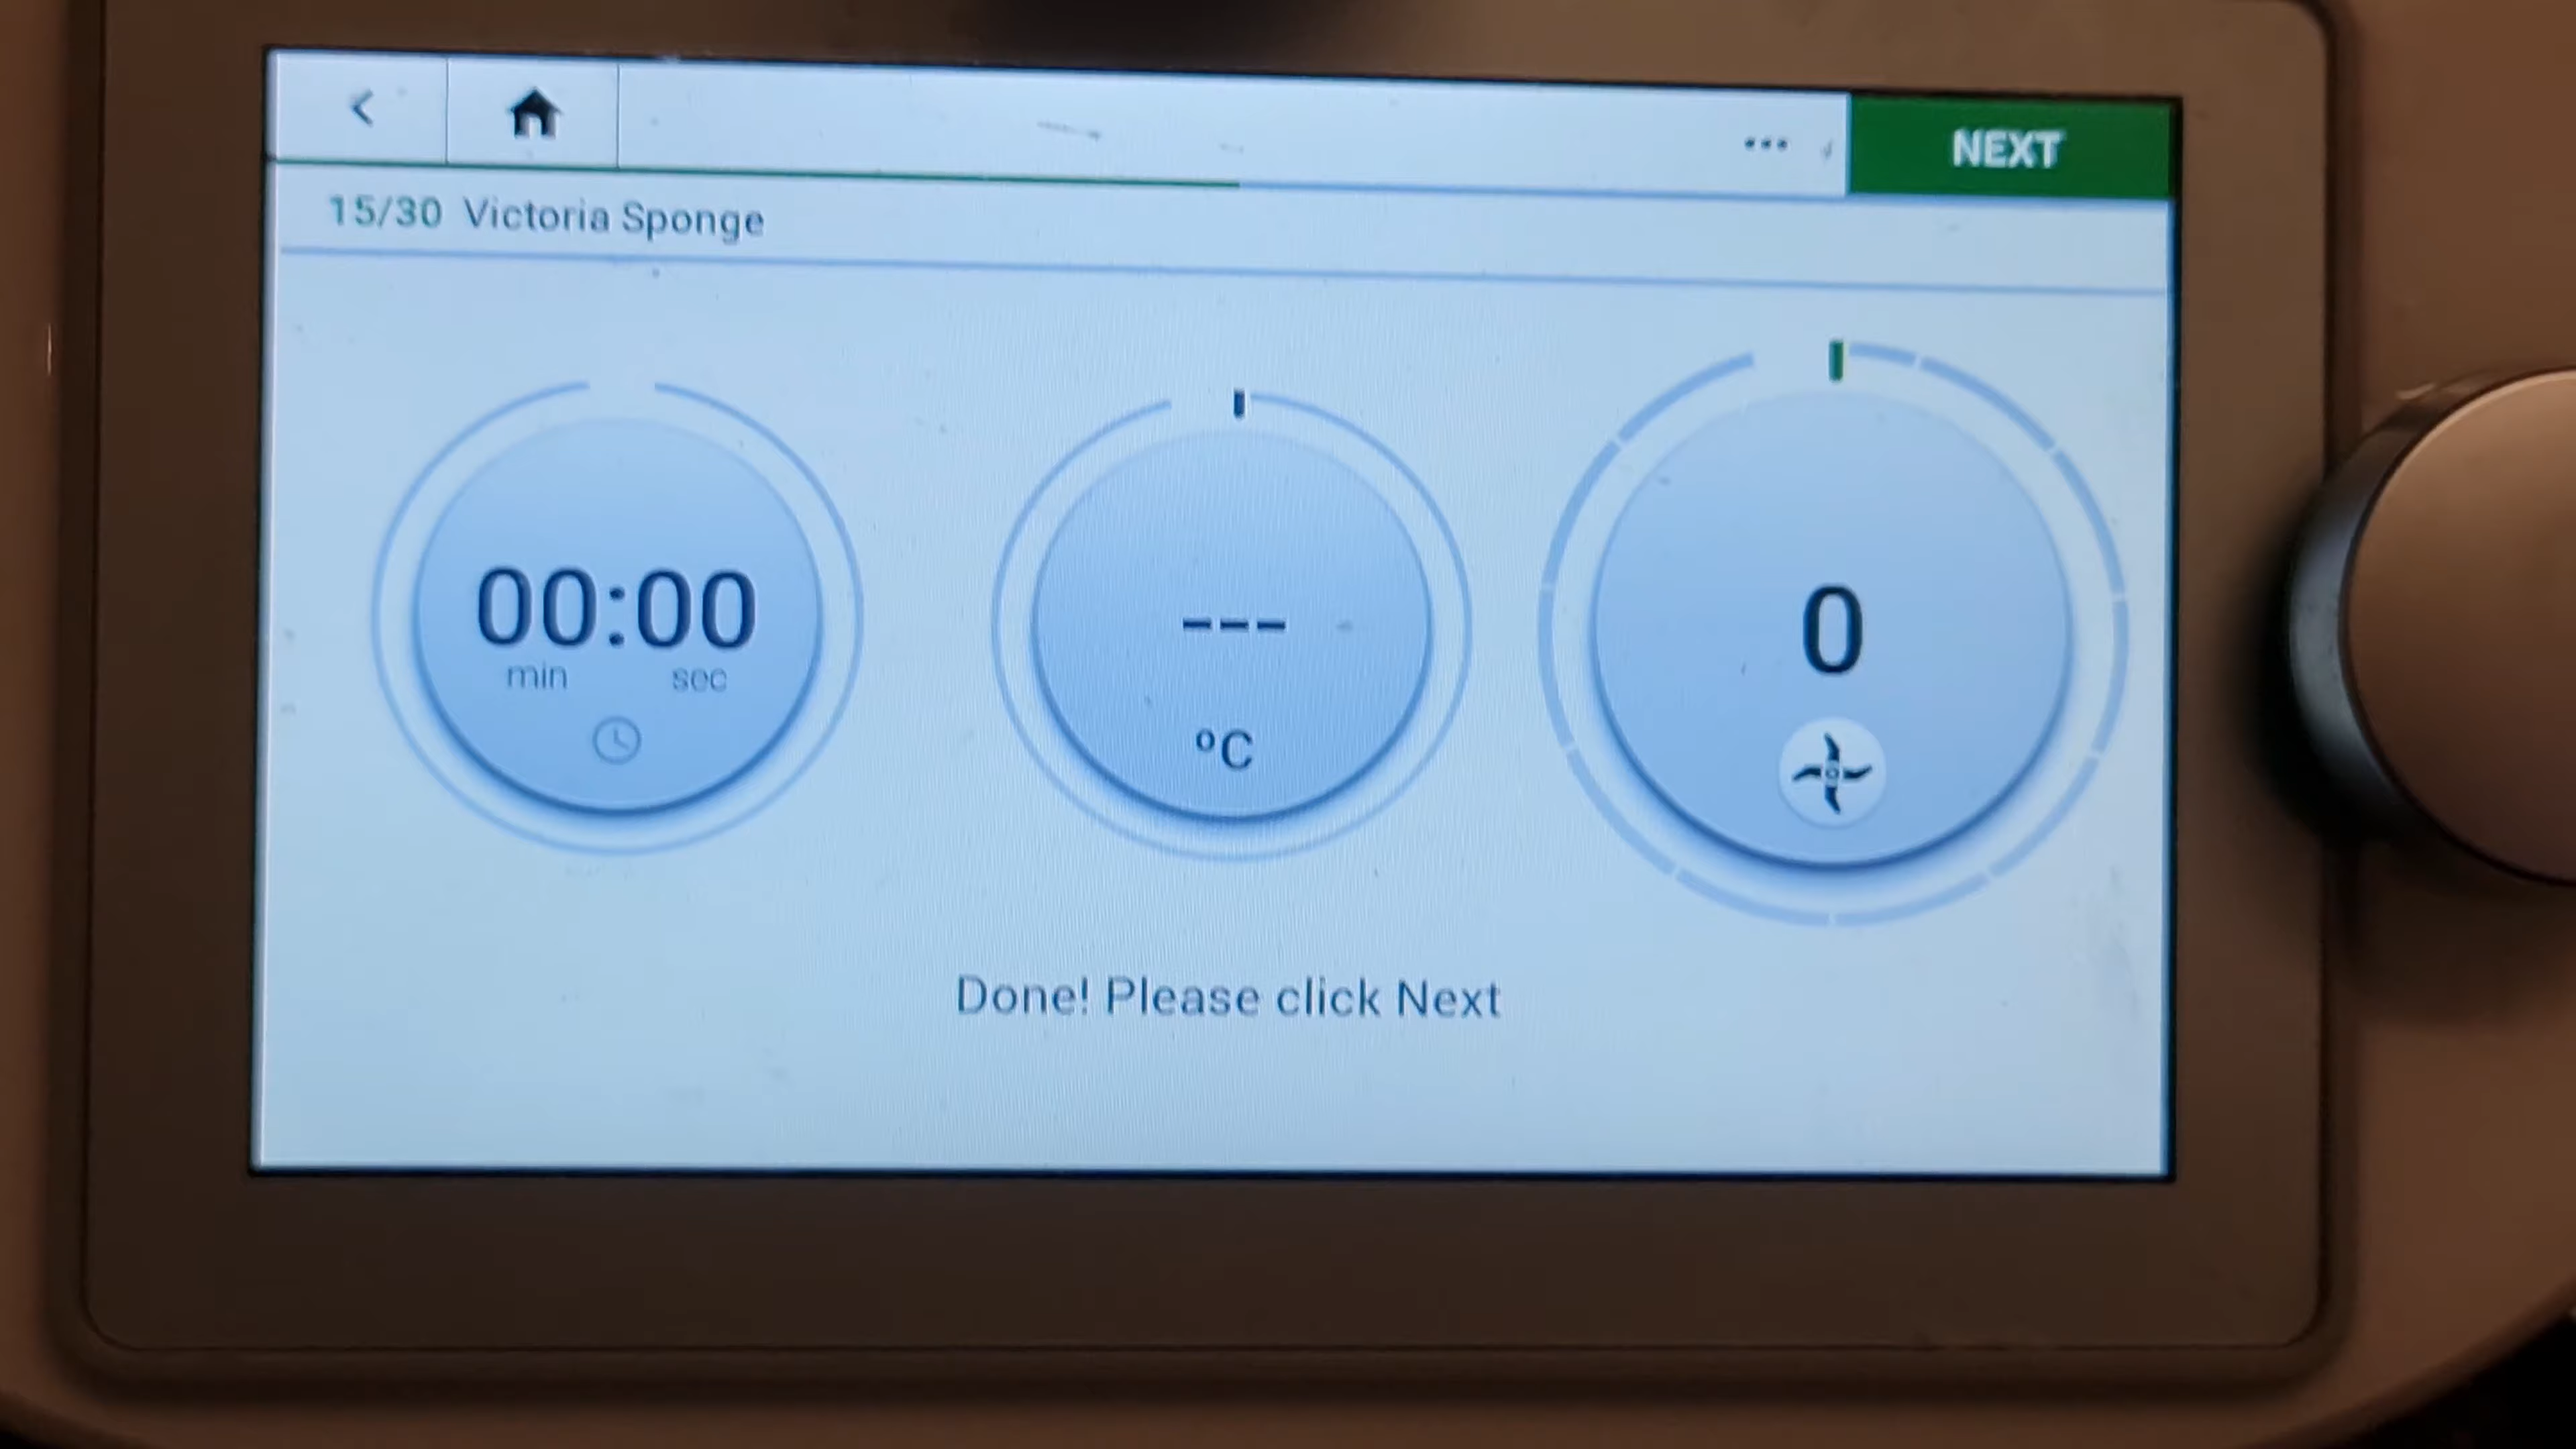 NEXT
15/30 Victoria Sponge
00:00
min sec
---
°C
0
Done! Please click Next